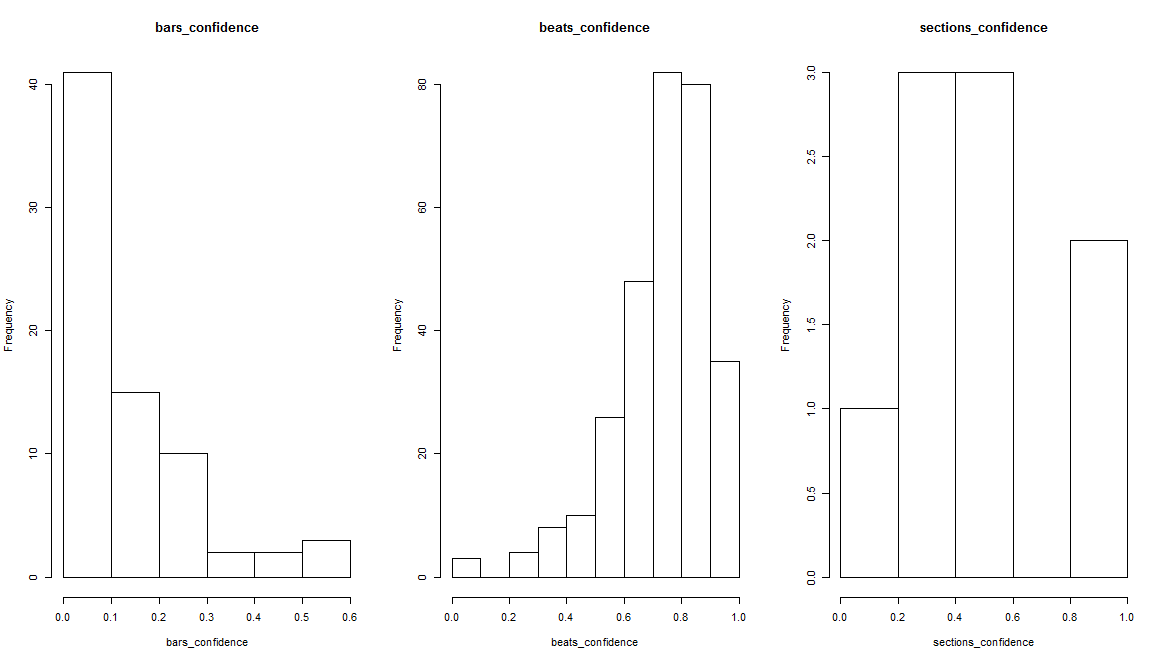 bars_confidence
Frequency
0
10
20
30
40
0.0 0.1 0.2 0.3 0.4 0.5 0.6
bars_confidence
beats_confidence
Frequency
0
20
40
60
80
0.0 0.2 0.4 0.6 0.8 1.0
beats_confidence
sections_confidence
Frequency
0.0
0.5
1.0
1.5
2.0
2.5
3.0
0.0 0.2 0.4 0.6 0.8 1.0
sections_confidence